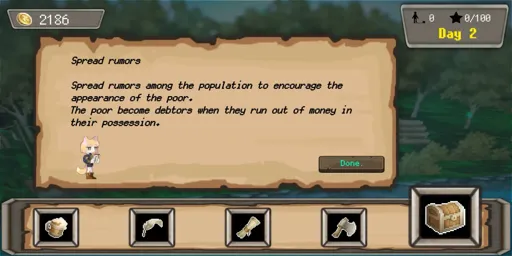 2186
0
0/100
Day 2
Spread rumors
Spread rumors among the population to encourage the
appearance of the poor.
The poor become debtors when they run out of money in
their possession.
Done.